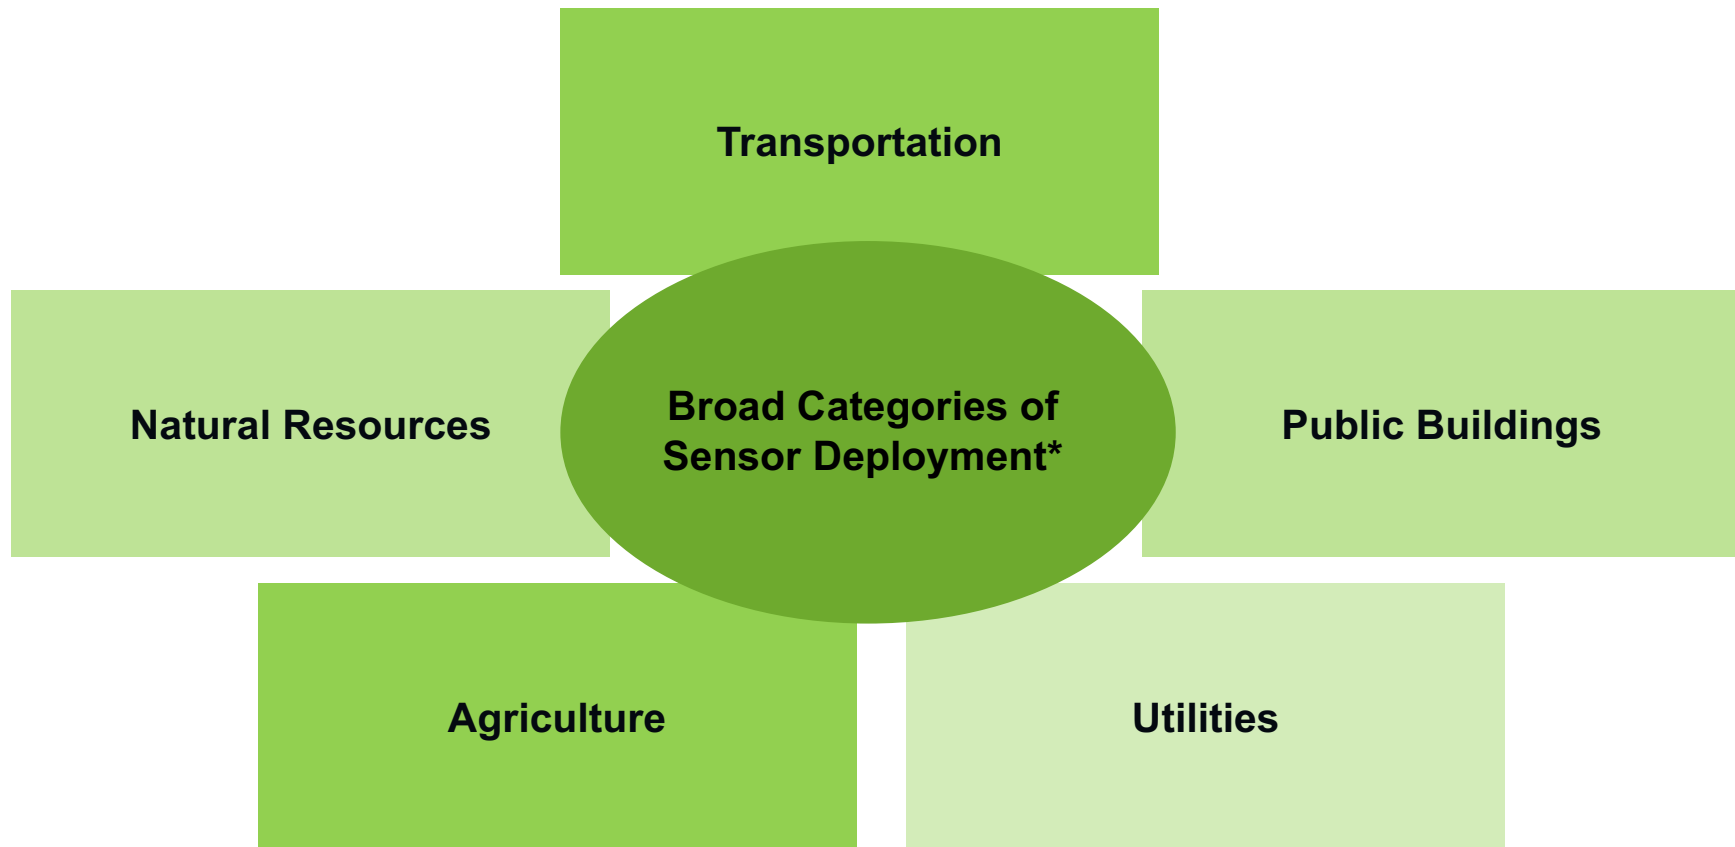 Transportation
Natural Resources
Broad Categories of
Sensor Deployment*
Public Buildings
Agriculture
Utilities